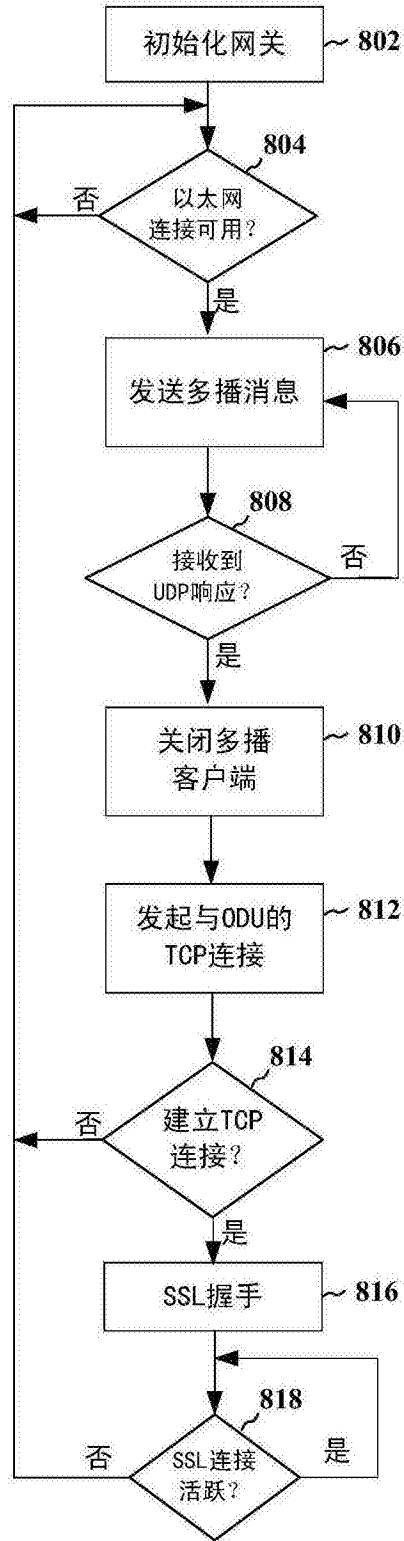 初始化网关
802
804
以太网
连接可用?
否
是
806
发送多播消息
808
接收到
UDP响应?
否
是
810
关闭多播
客户端
812
发起与ODU的
TCP连接
814
建立TCP
连接?
否
是
SSL握手
816
818
SSL连接
活跃?
否
是